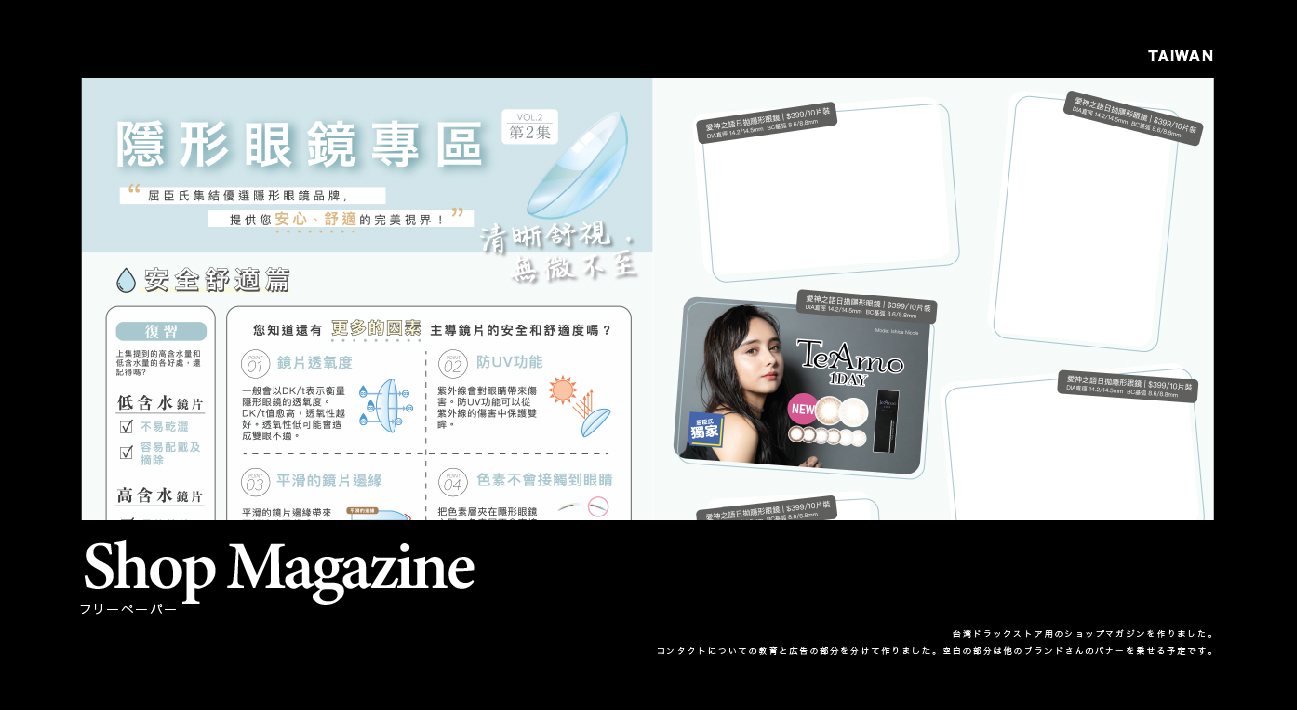 TAIWAN
隱形眼鏡專區
VOL.2
第2集
“ 屈臣氏集結優選隱形眼鏡品牌,
提供您安心、舒適的完美視界！ ”
清晰舒視．
無微不至
安全舒適篇
復習
上集提到的高含水量和
低含水量的各好處，還
記得嗎?
低含水鏡片
不易乾澀
容易配戴及
摘除
高含水鏡片
您知道還有 更多的因素 主導鏡片的安全和舒適度嗎？
POINT
01
鏡片透氧度
一般會以CK/t表示衡量
隱形眼鏡的透氧度。
CK/t值愈高，透氧性越
好。透氧性低可能會造
成雙眼不適。
POINT
02
防UV功能
紫外線會對眼睛帶來傷
害。防UV功能可以從
紫外線的傷害中保護雙
眸。
POINT
03
平滑的鏡片邊緣
平滑的鏡片邊緣帶來
平滑的邊緣
POINT
04
色素不會接觸到眼睛
把色素層夾在隱形眼鏡
愛神之語日拋隱形眼鏡 | $399/10片裝
DIA直徑 14.2/14.5mm BC基弧 8.6/8.8mm
愛神之語日拋隱形眼鏡 | $399/10片裝
DIA直徑 14.2/14.5mm BC基弧 8.6/8.8mm
愛神之語日拋隱形眼鏡 | $399/10片裝
DIA直徑 14.2/14.5mm BC基弧 8.6/8.8mm
Model: Ishita Nicole
TeAmo
1DAY
NEW
屈臣氏
獨家
愛神之語日拋隱形眼鏡 | $399/10片裝
DIA直徑 14.2/14.5mm BC基弧 8.6/8.8mm
愛神之語日拋隱形眼鏡 | $399/10片裝
Shop Magazine
フリーペーパー
台湾ドラックストア用のショップマガジンを作りました。
コンタクトについての教育と広告の部分を分けて作りました。空白の部分は他のブランドさんのバナーを乗せる予定です。